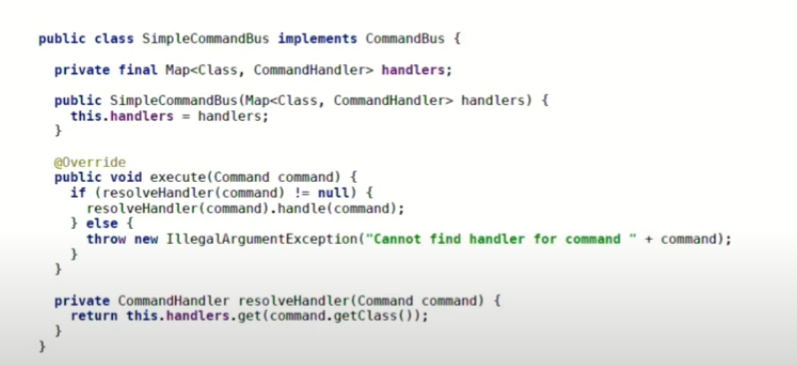 public class SimpleCommandBus implements CommandBus {
private final Map<Class, CommandHandler> handlers;
public SimpleCommandBus(Map<Class, CommandHandler> handlers) {
this.handlers = handlers;
}
@Override
public void execute(Command command) {
if (resolveHandler(command) != null) {
resolveHandler(command).handle(command);
} else {
throw new IllegalArgumentException("Cannot find handler for command " + command);
}
}
private CommandHandler resolveHandler(Command command) {
return this.handlers.get(command.getClass());
}
}